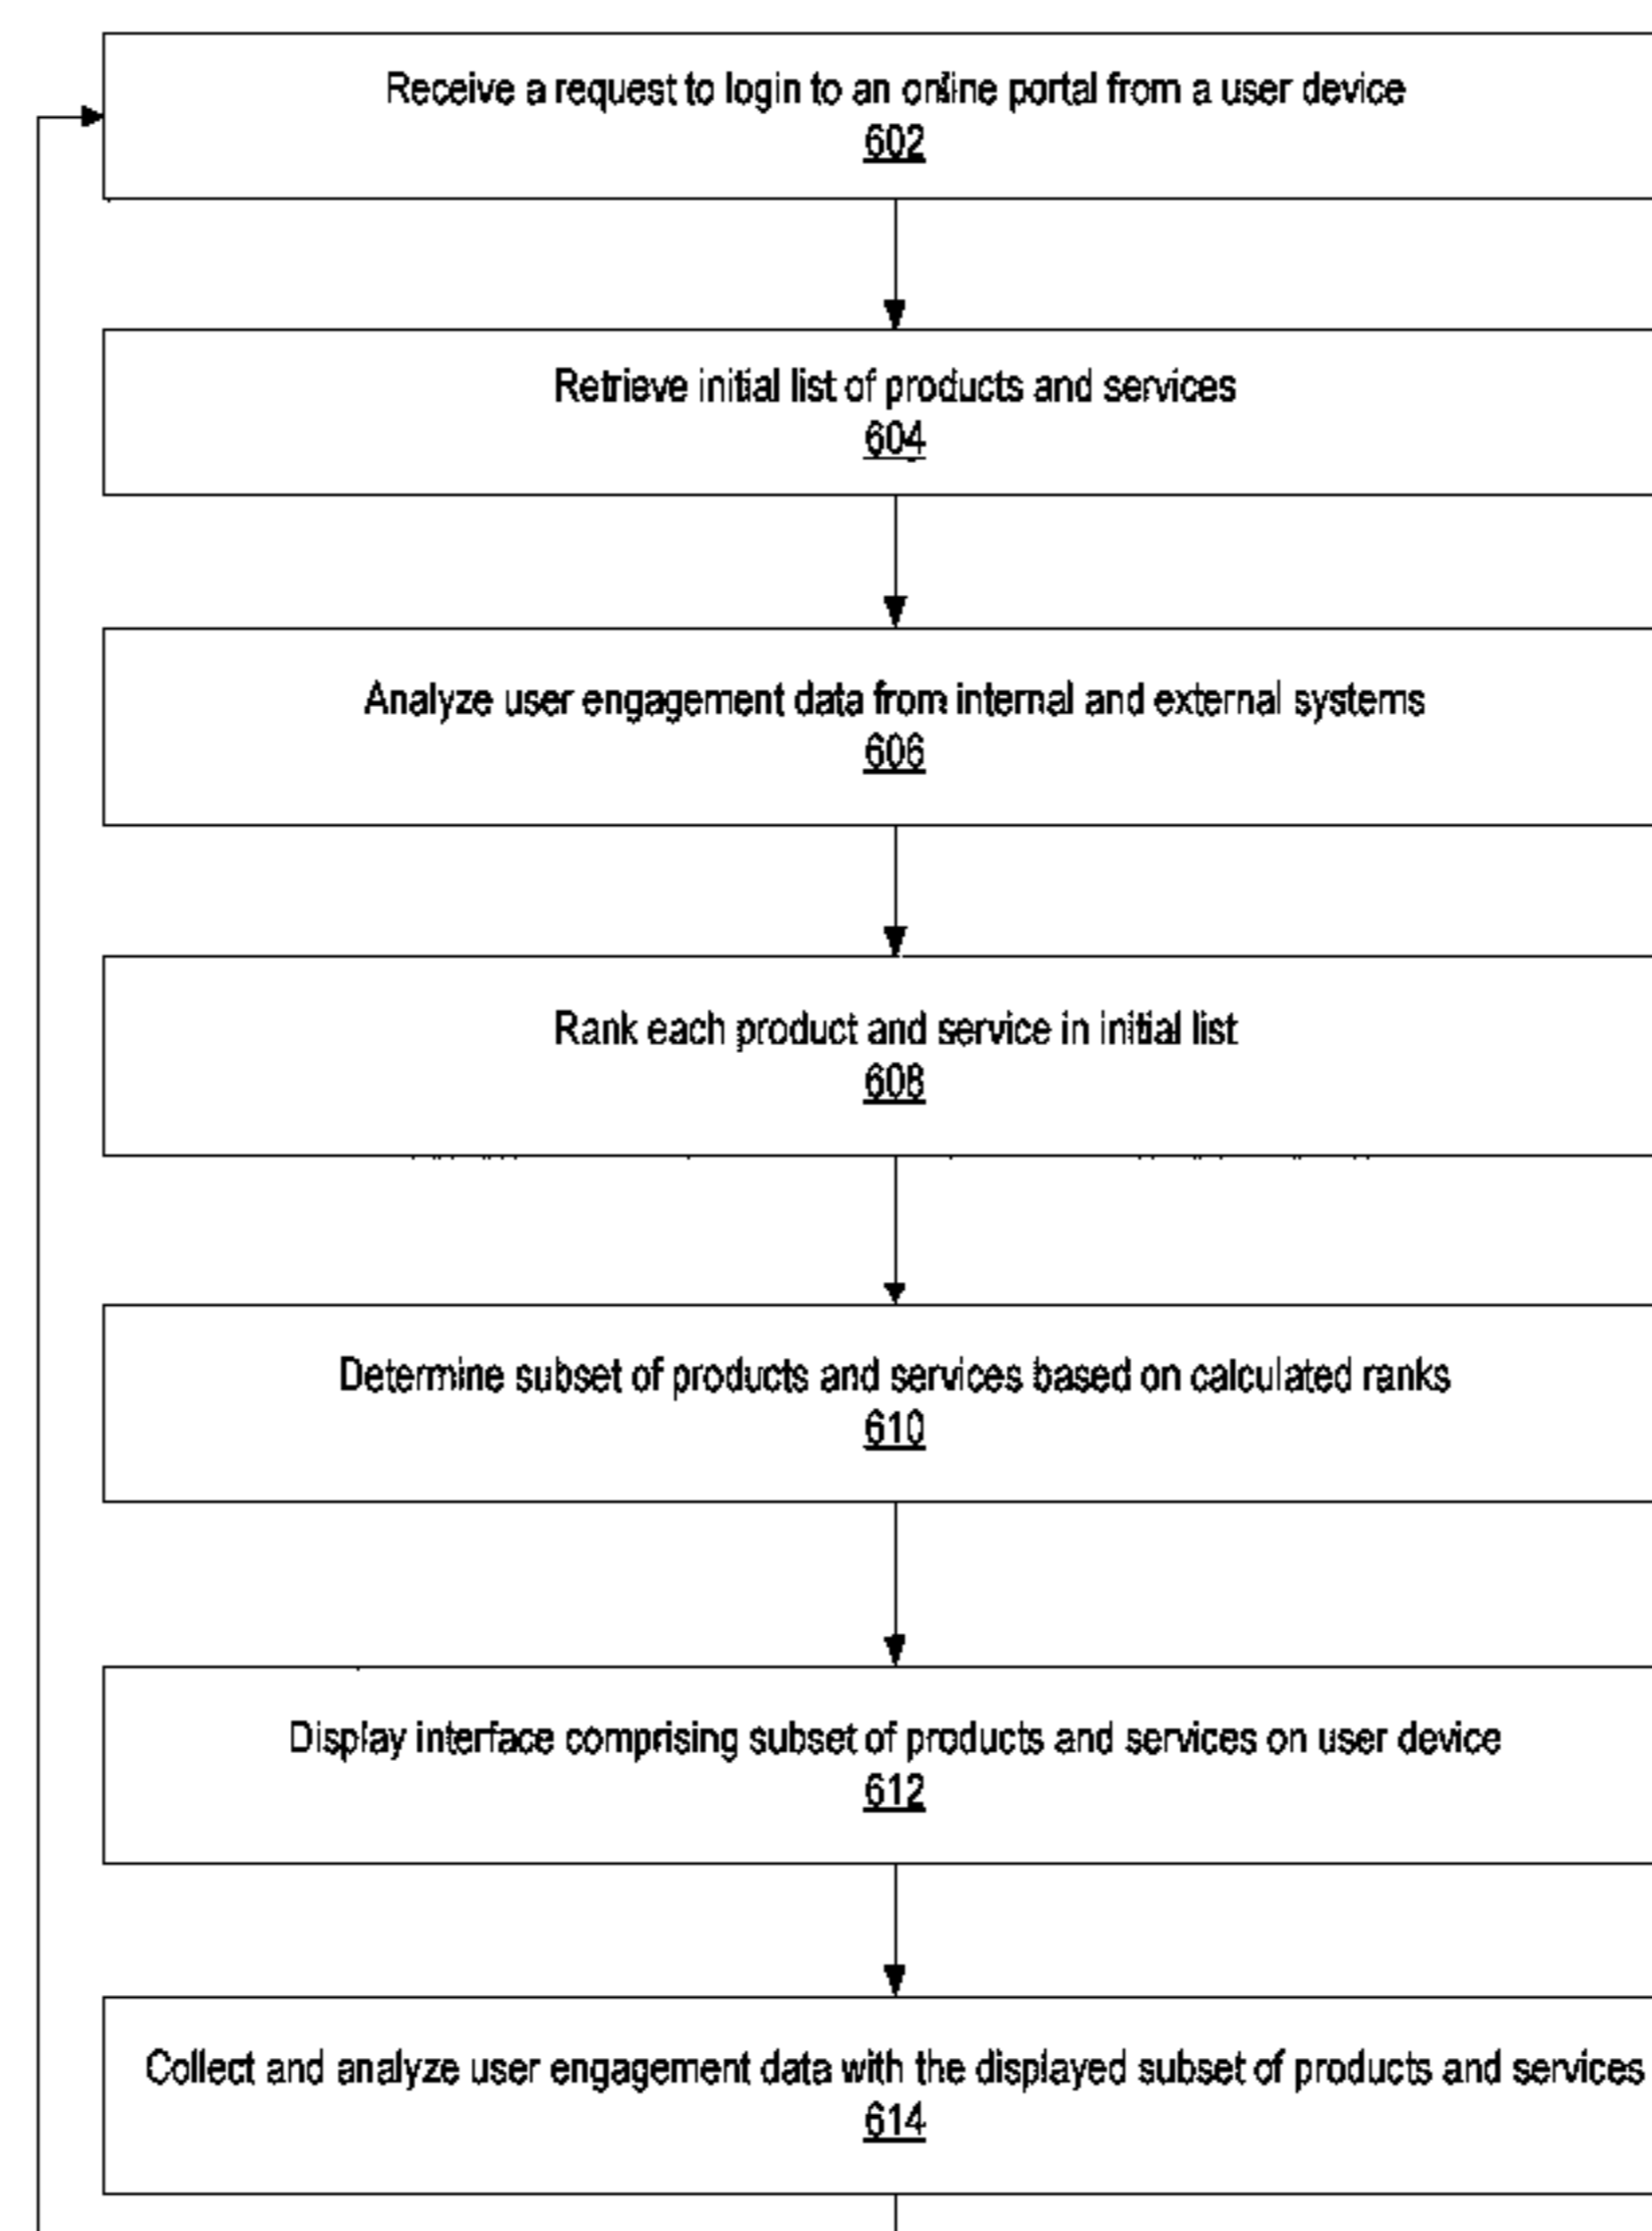 Receive a request to login to an online portal from a user device
602
Retrieve initial list of products and services
604
Analyze user engagement data from internal and external systems
606
Rank each product and service in initial list
608
Determine subset of products and services based on calculated ranks
610
Display interface comprising subset of products and services on user device
612
Collect and analyze user engagement data with the displayed subset of products and services
614